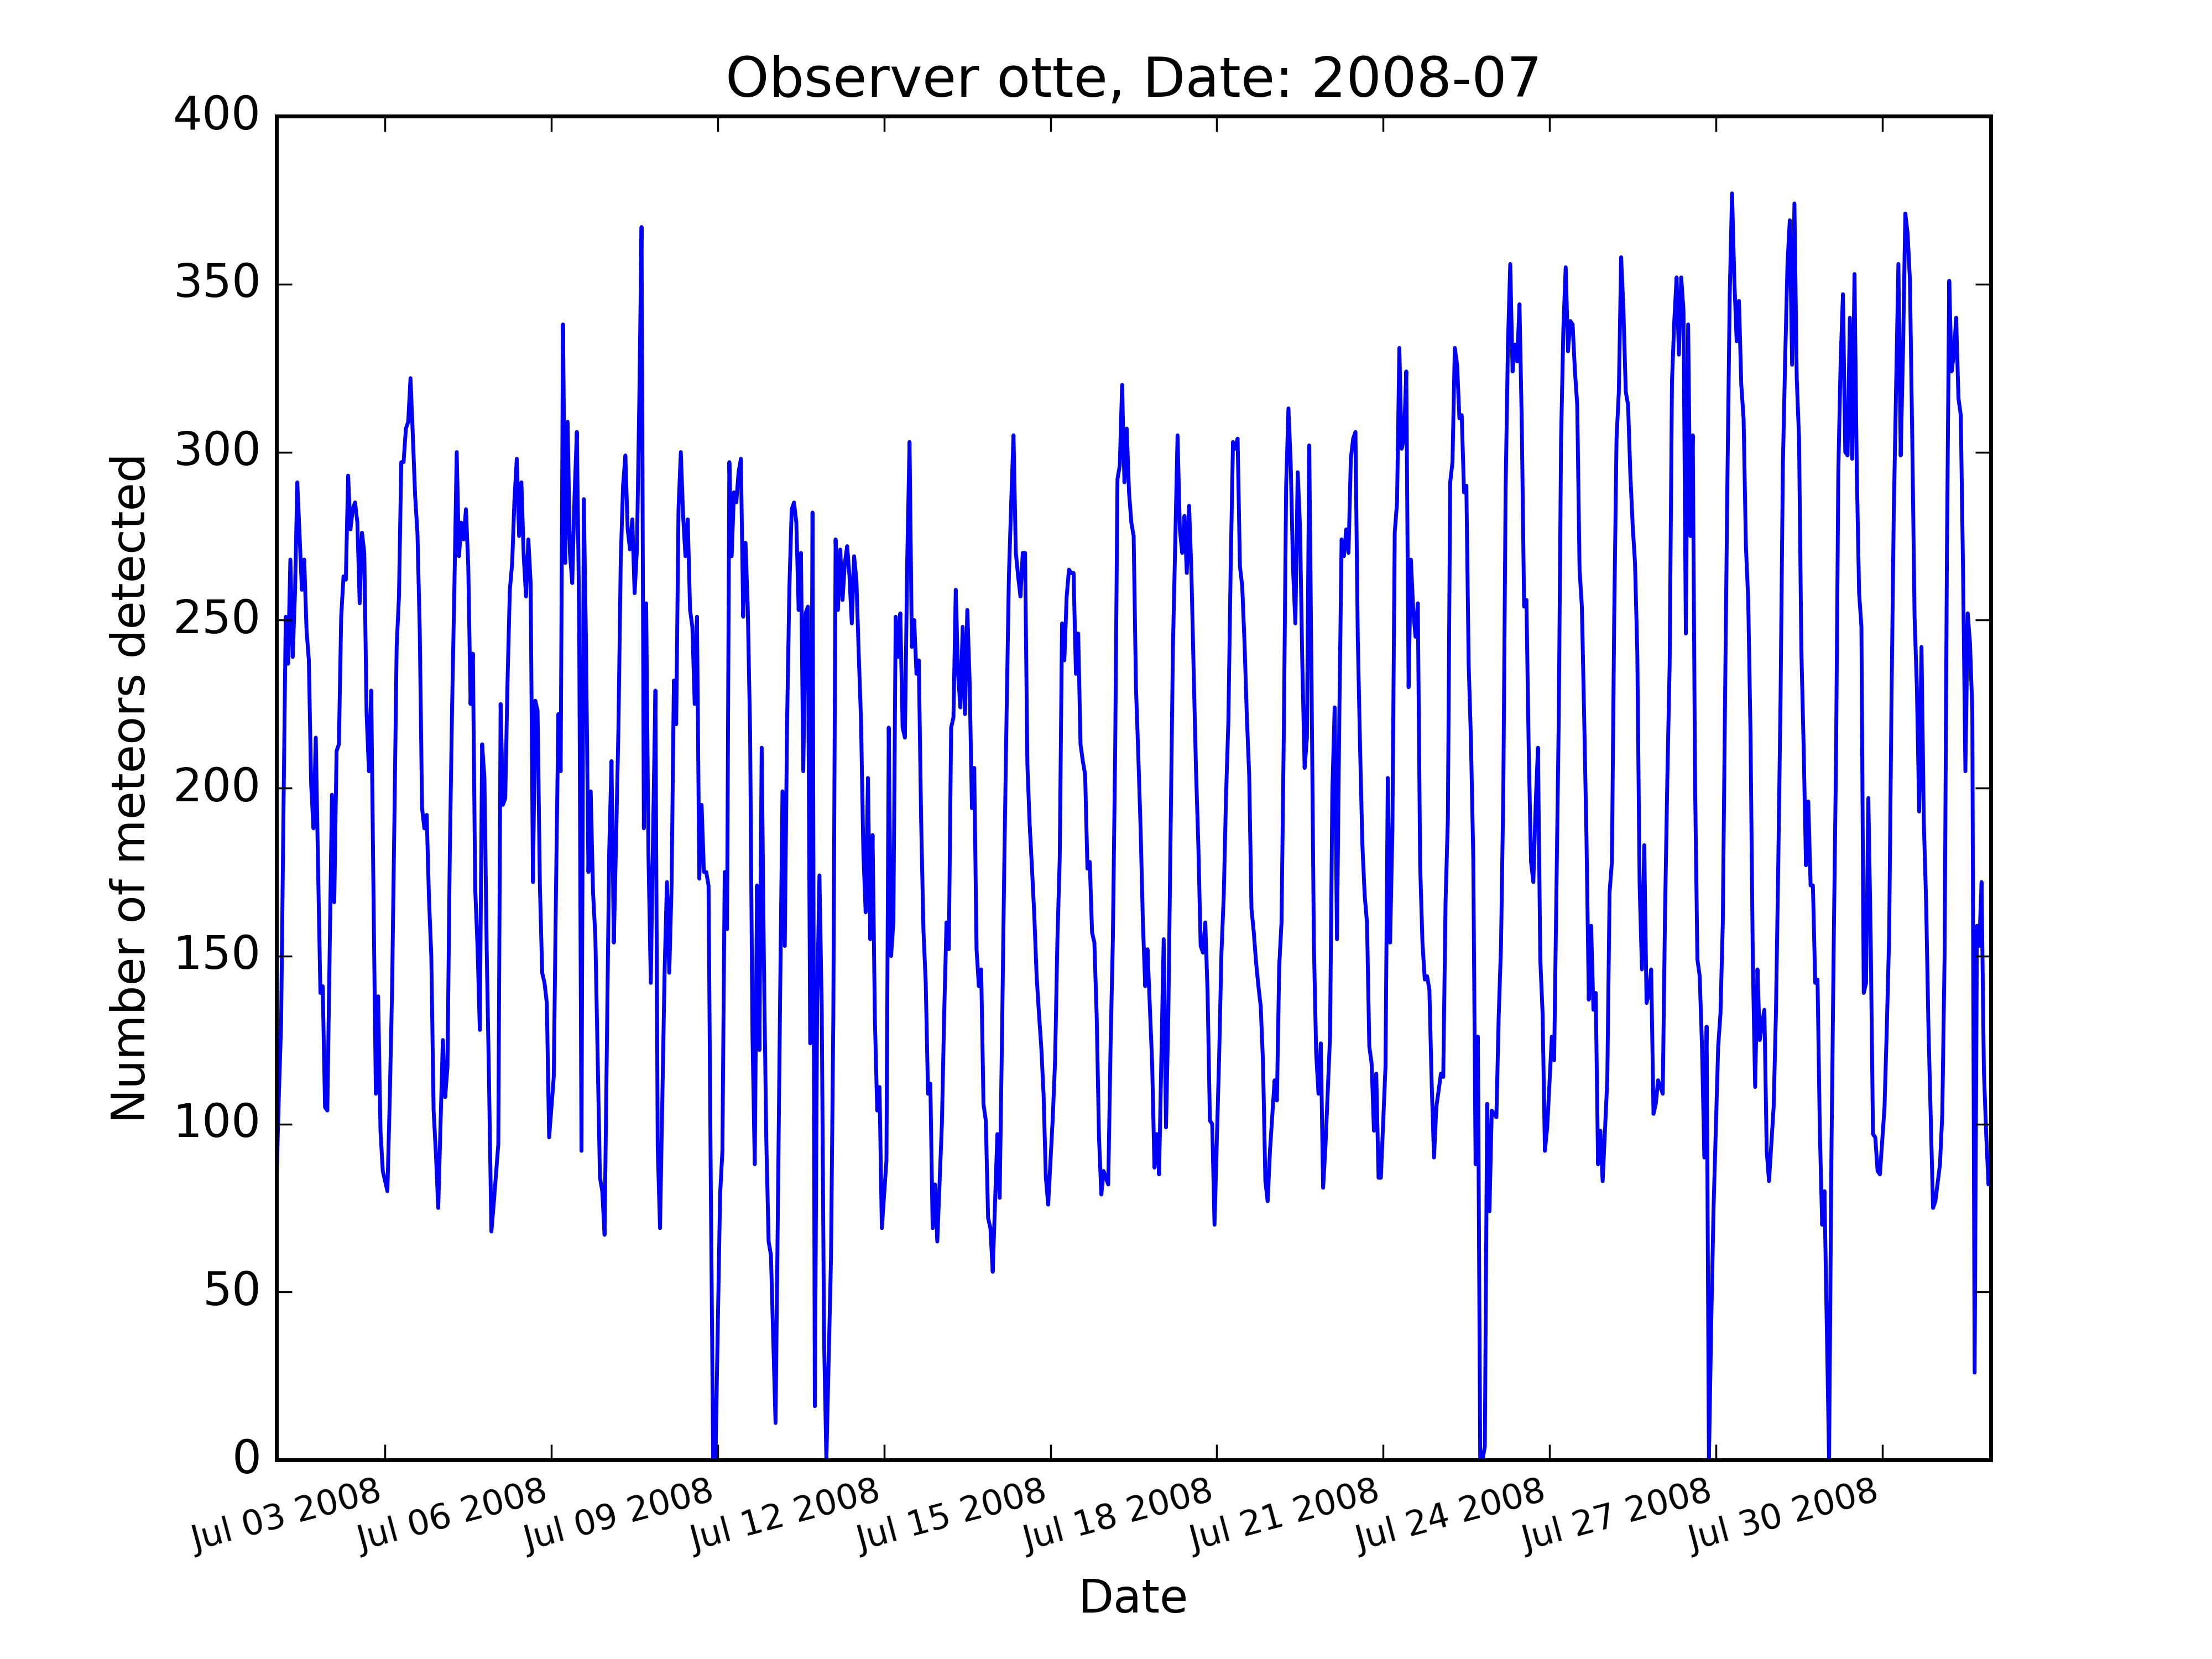 Observer otte, Date: 2008-07
Number of meteors detected
400
350
300
250
200
150
100
50
0
Jul 03 2008
Jul 06 2008
Jul 09 2008
Jul 12 2008
Jul 15 2008
Jul 18 2008
Jul 21 2008
Jul 24 2008
Jul 27 2008
Jul 30 2008
Date